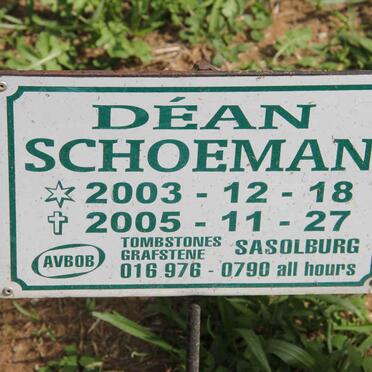 DÉAN
SCHOEMAN
2003 - 12 - 18
2005 - 11 - 27
AVBOB
TOMBSTONES
GRAFSTENE
SASOLBURG
016 976 - 0790 all hours